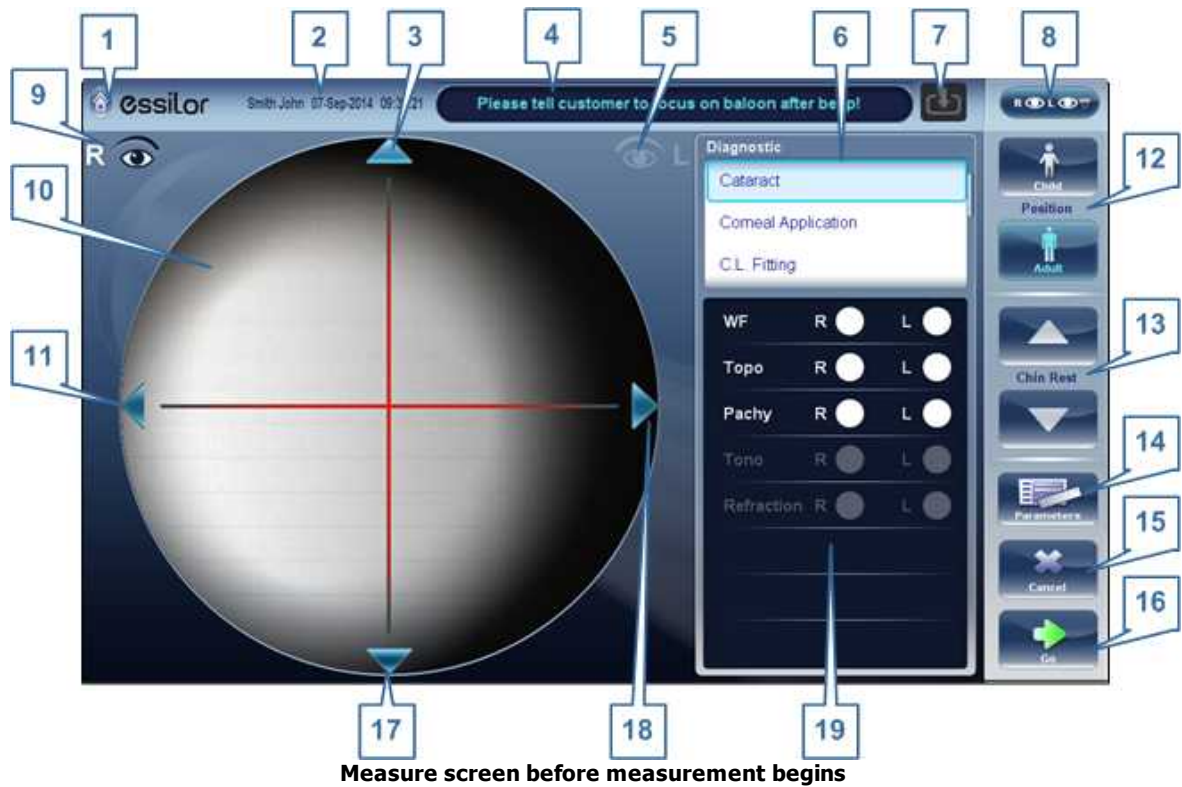 1 2 3 4 5 6 7 8
9 10 11 12 13 14 15 16 17 18 19
essilor
Smith John 07-Sep-2014
Please tell customer to focus on baloon after beep!
R L
R L
Diagnostic
Cataract
Corneal Application
C.L. Fitting
WF R L
Topo R L
Pachy R L
Tono R L
Refraction R L
Child
Position
Adult
Chin Rest
Parameters
Cancel
Go
Measure screen before measurement begins